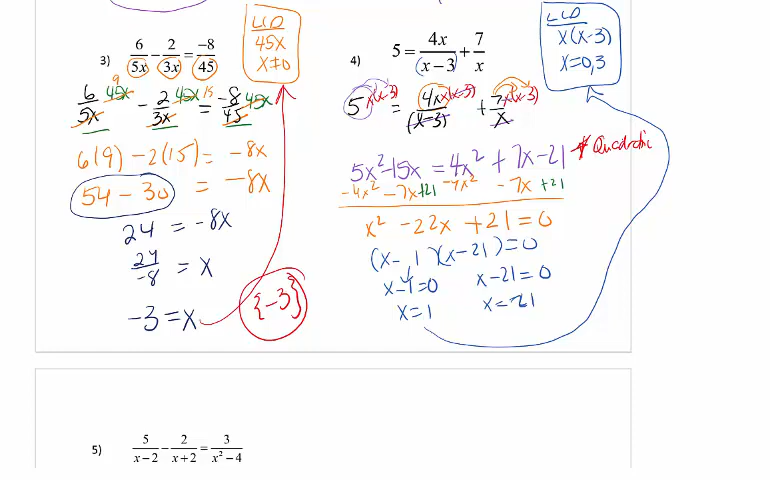 3) 6/5x − 2/3x = −8/45
LCD
45x
x≠0
6/5x 45x 9 − 2/3x 45x 15 = −8/45 45x
6(9) − 2(15) = −8x
54 − 30 = −8x
24 = −8x
24/−8 = x
−3 = x
{−3}
4) 5 = 4x/(x−3) + 7/x
LCD
x(x−3)
x=0,3
5 x(x−3) = 4x x(x−3)/(x−3) + 7 x(x−3)/x
5x² −15x = 4x² + 7x −21 * Quadratic
−4x² −7x +21 −4x² −7x +21
x² −22x +21 = 0
(x− 1)(x−21) = 0
x−1=0 x−21=0
x=1 x=21
5) 5/x−2 − 2/x+2 = 3/x²−4